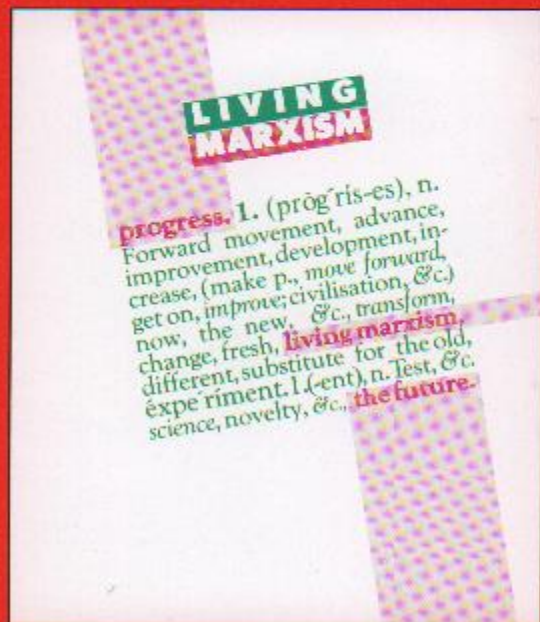 LIVING
MARXISM
progress. 1. (prŏg´ris-es), n.
Forward movement, advance,
improvement, development, in-
crease, (make p., move forward,
get on, improve; civilisation, &c.)
now, the new, &c., transform,
change, fresh, living marxism,
different, substitute for the old,
éxpe´riment. 1.(-ent), n. Test, &c.
science, novelty, &c., the future.